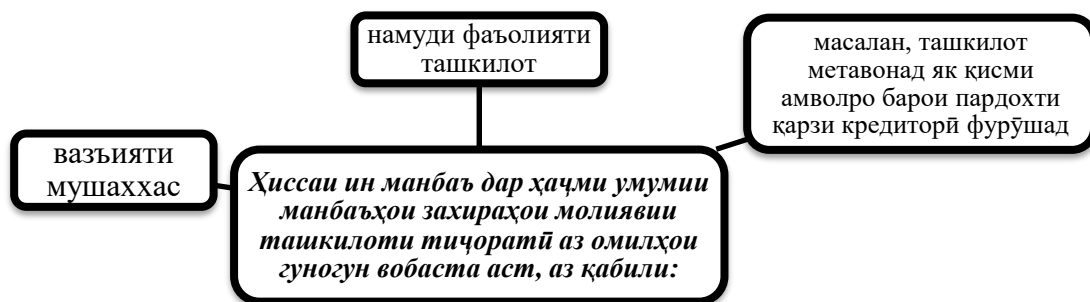 намуди фаъолияти
ташкилот
масалан, ташкилот
метавонад як қисми
амволро барои пардохти
қарзи кредиторӣ фурӯшад
вазъияти
мушаххас
Ҳиссаи ин манбаъ дар ҳаҷми умумии
манбаъҳои захираҳои молиявии
ташкилоти тиҷоратӣ аз омилҳои
гуногун вобаста аст, аз қабили: